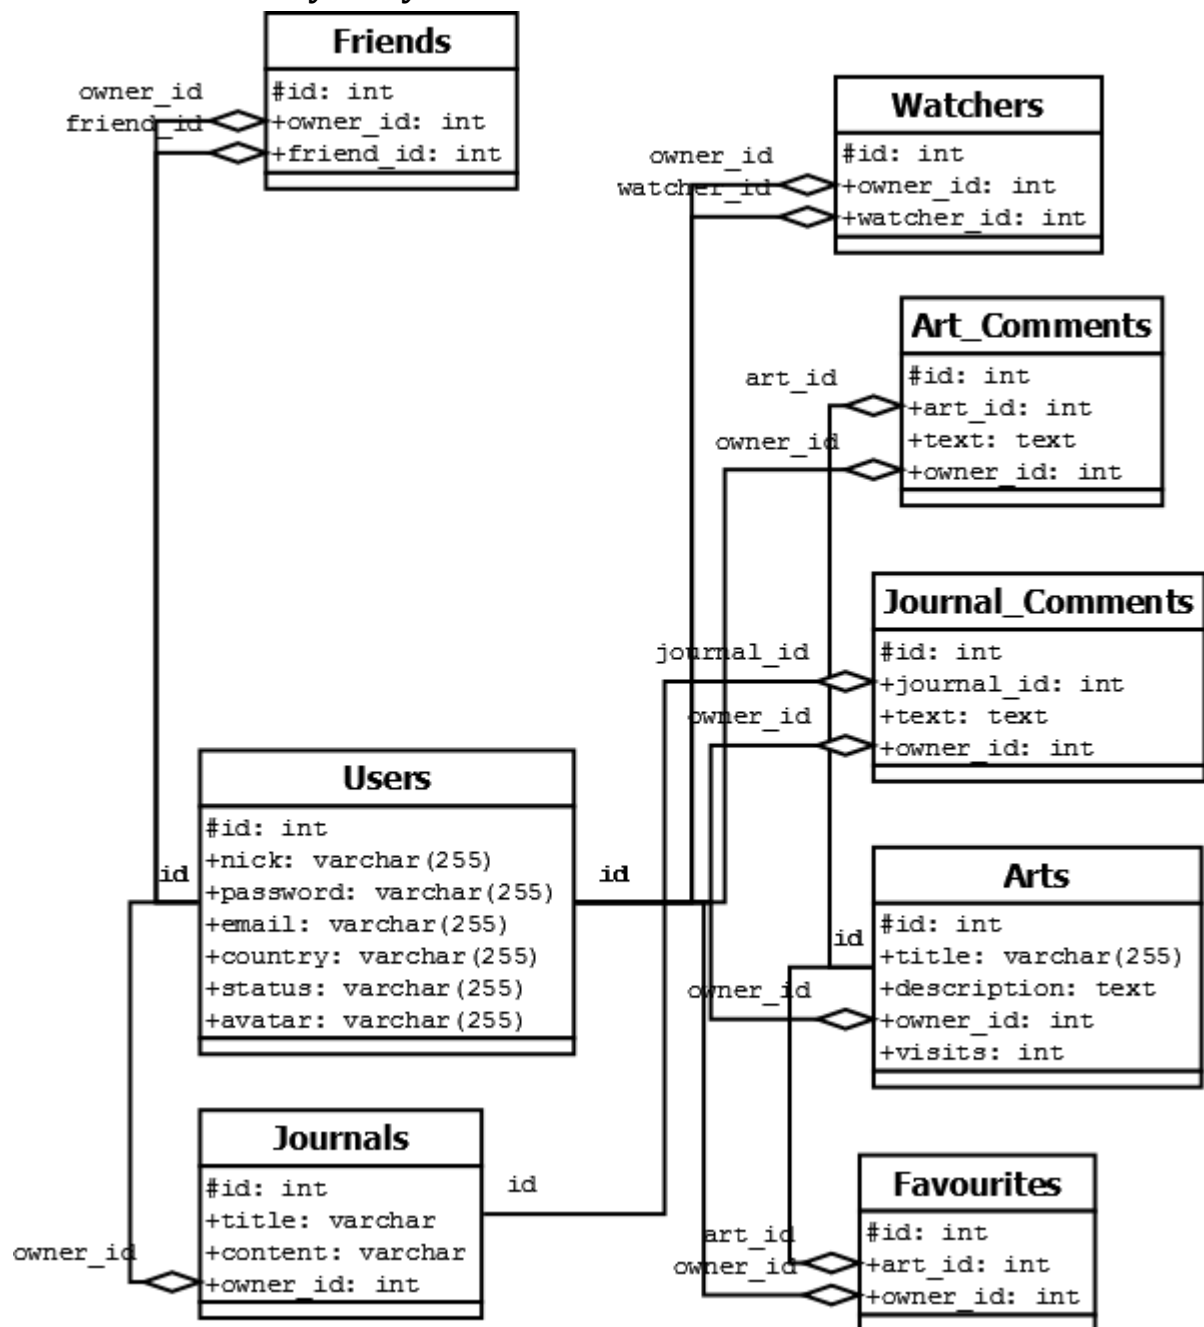 Friends
#id: int
+owner_id: int
+friend_id: int
owner_id
friend_id
Watchers
#id: int
+owner_id: int
+watcher_id: int
owner_id
watcher_id
Art_Comments
#id: int
+art_id: int
+text: text
+owner_id: int
art_id
owner_id
Journal_Comments
#id: int
+journal_id: int
+text: text
+owner_id: int
journal_id
owner_id
Users
#id: int
+nick: varchar(255)
+password: varchar(255)
+email: varchar(255)
+country: varchar(255)
+status: varchar(255)
+avatar: varchar(255)
id
id
Arts
#id: int
+title: varchar(255)
+description: text
+owner_id: int
+visits: int
id
owner_id
Journals
#id: int
+title: varchar
+content: varchar
+owner_id: int
id
owner_id
Favourites
#id: int
+art_id: int
+owner_id: int
art_id
owner_id